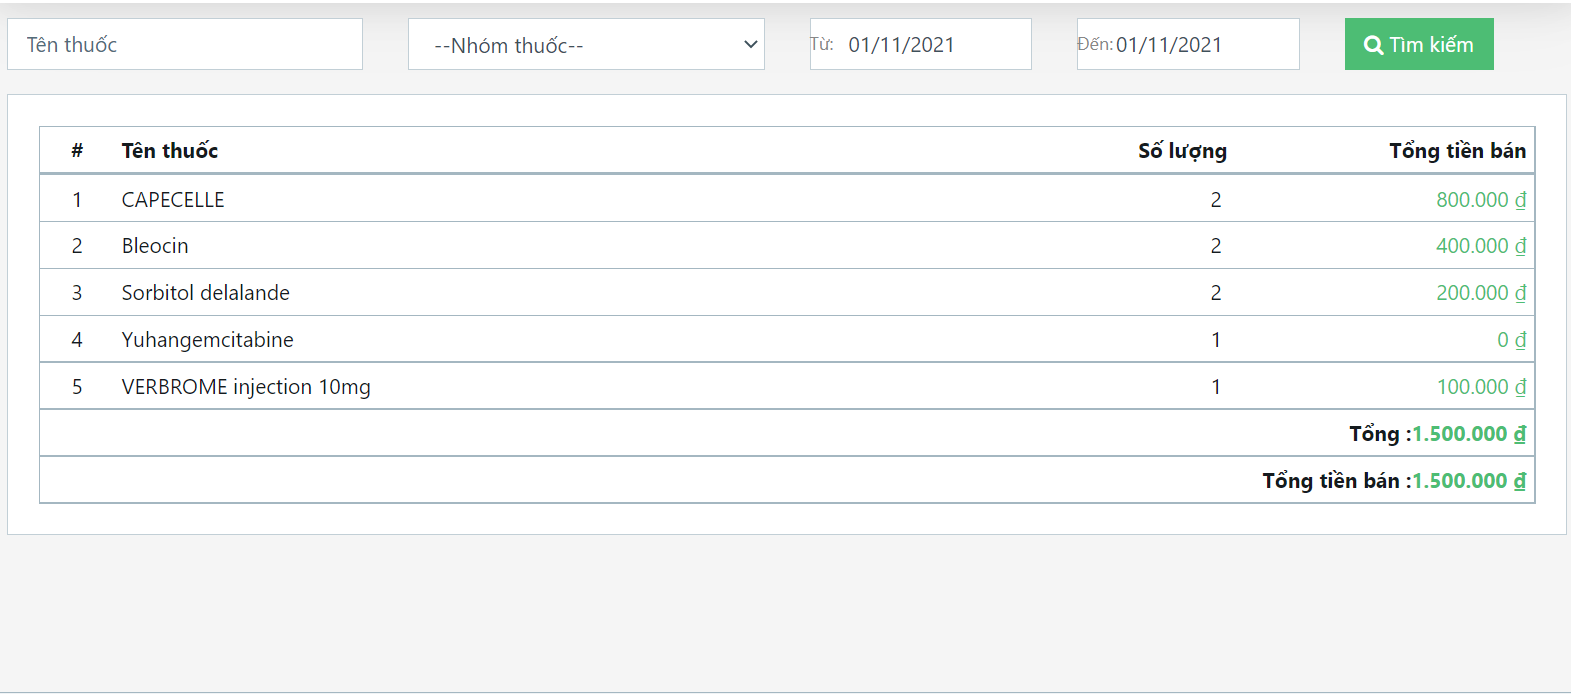 Tên thuốc --Nhóm thuốc-- Từ: 01/11/2021 Đến: 01/11/2021 Tìm kiếm
# Tên thuốc Số lượng Tổng tiền bán
1 CAPECELLE 2 800.000 ₫
2 Bleocin 2 400.000 ₫
3 Sorbitol delalande 2 200.000 ₫
4 Yuhangemcitabine 1 0 ₫
5 VERBROME injection 10mg 1 100.000 ₫
Tổng :1.500.000 ₫
Tổng tiền bán :1.500.000 ₫